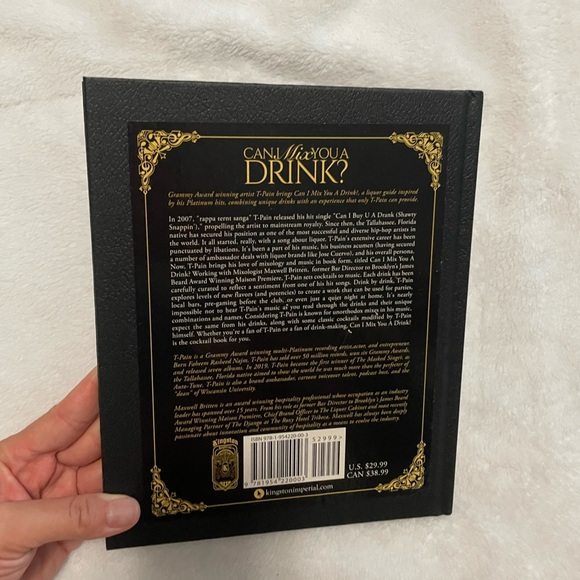 CAN I Mix YOU A
DRINK?
Grammy Award winning artist T-Pain brings Can I Mix You A Drink?, a liquor guide inspired
by his Platinum hits, combining unique drinks with an experience that only T-Pain can provide.
In 2007, "rappa ternt sanga" T-Pain released his hit single "Can I Buy U A Drank (Shawty
Snappin')," propelling the artist to mainstream royalty. Since then, the Tallahassee, Florida
native has secured his position as one of the most successful and diverse hip-hop artists in
the world. It all started, really, with a song about liquor. T-Pain's extensive career has been
punctuated by libations. It's been a part of his music, his business acumen (having secured
a number of ambassador deals with liquor brands like Jose Cuervo), and his overall persona.
Now, T-Pain brings his love of mixology and music in book form, titled Can I Mix You A
Drink? Working with Mixologist Maxwell Britten, former Bar Director to Brooklyn's James
Beard Award Winning Maison Premiere, T-Pain sets cocktails to music. Each drink has been
carefully curated to reflect a sentiment from one of his hit songs. Drink by drink, T-Pain
explores levels of new flavors (and potencies) to create a work that can be used for parties,
local bars, pre-gaming before the club, or even just a quiet night at home. It's nearly
impossible not to hear T-Pain's music as you read through the drinks and their unique
combinations and names. Considering T-Pain is known for unorthodox mixes in his music,
expect the same from his drinks, along with some classic cocktails modified by T-Pain
himself. Whether you're a fan of T-Pain or a fan of drink-making, Can I Mix You A Drink?
is the cocktail book for you.
T-Pain is a Grammy Award winning multi-Platinum recording artist, actor, and entrepreneur.
Born Faheem Rasheed Najm, T-Pain has sold over 50 million records, won six Grammy Awards,
and released seven albums. In 2019, T-Pain became the first winner of The Masked Singer, as
the Tallahassee, Florida native aimed to show the world he was much more than the perfect of
Auto-Tune. T-Pain is also a brand ambassador, cartoon voiceover talent, podcast host, and the
"dean" of Wiscansin University.
Maxwell Britten is an award winning hospitality professional whose occupation as an industry
leader has spanned over 15 years. From his role as former Bar Director to Brooklyn's James Beard
Award Winning Maison Premiere, Chief Brand Officer to The Liquor Cabinet and most recently
Managing Partner of The Django at The Roxy Hotel Tribeca. Maxwell has always been deeply
passionate about innovation and community of hospitality as a means to evolve the industry.
Kingston
ISBN 978-1-954220-00-3
52999>
9 781954 220003
U.S. $29.99
CAN $38.99
kingstonimperial.com